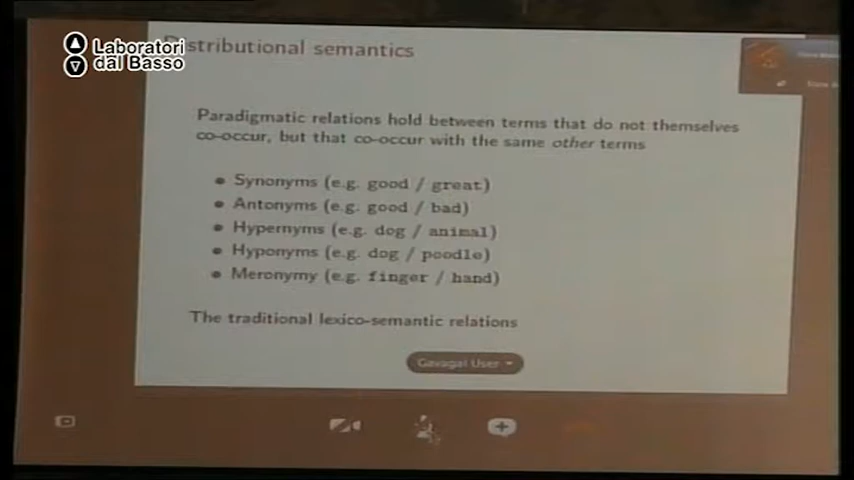 Laboratori
dal Basso
Distributional semantics
Paradigmatic relations hold between terms that do not themselves
co-occur, but that co-occur with the same other terms
Synonyms (e.g. good / great)
Antonyms (e.g. good / bad)
Hypernyms (e.g. dog / animal)
Hyponyms (e.g. dog / poodle)
Meronymy (e.g. finger / hand)
The traditional lexico-semantic relations
Gavagai User